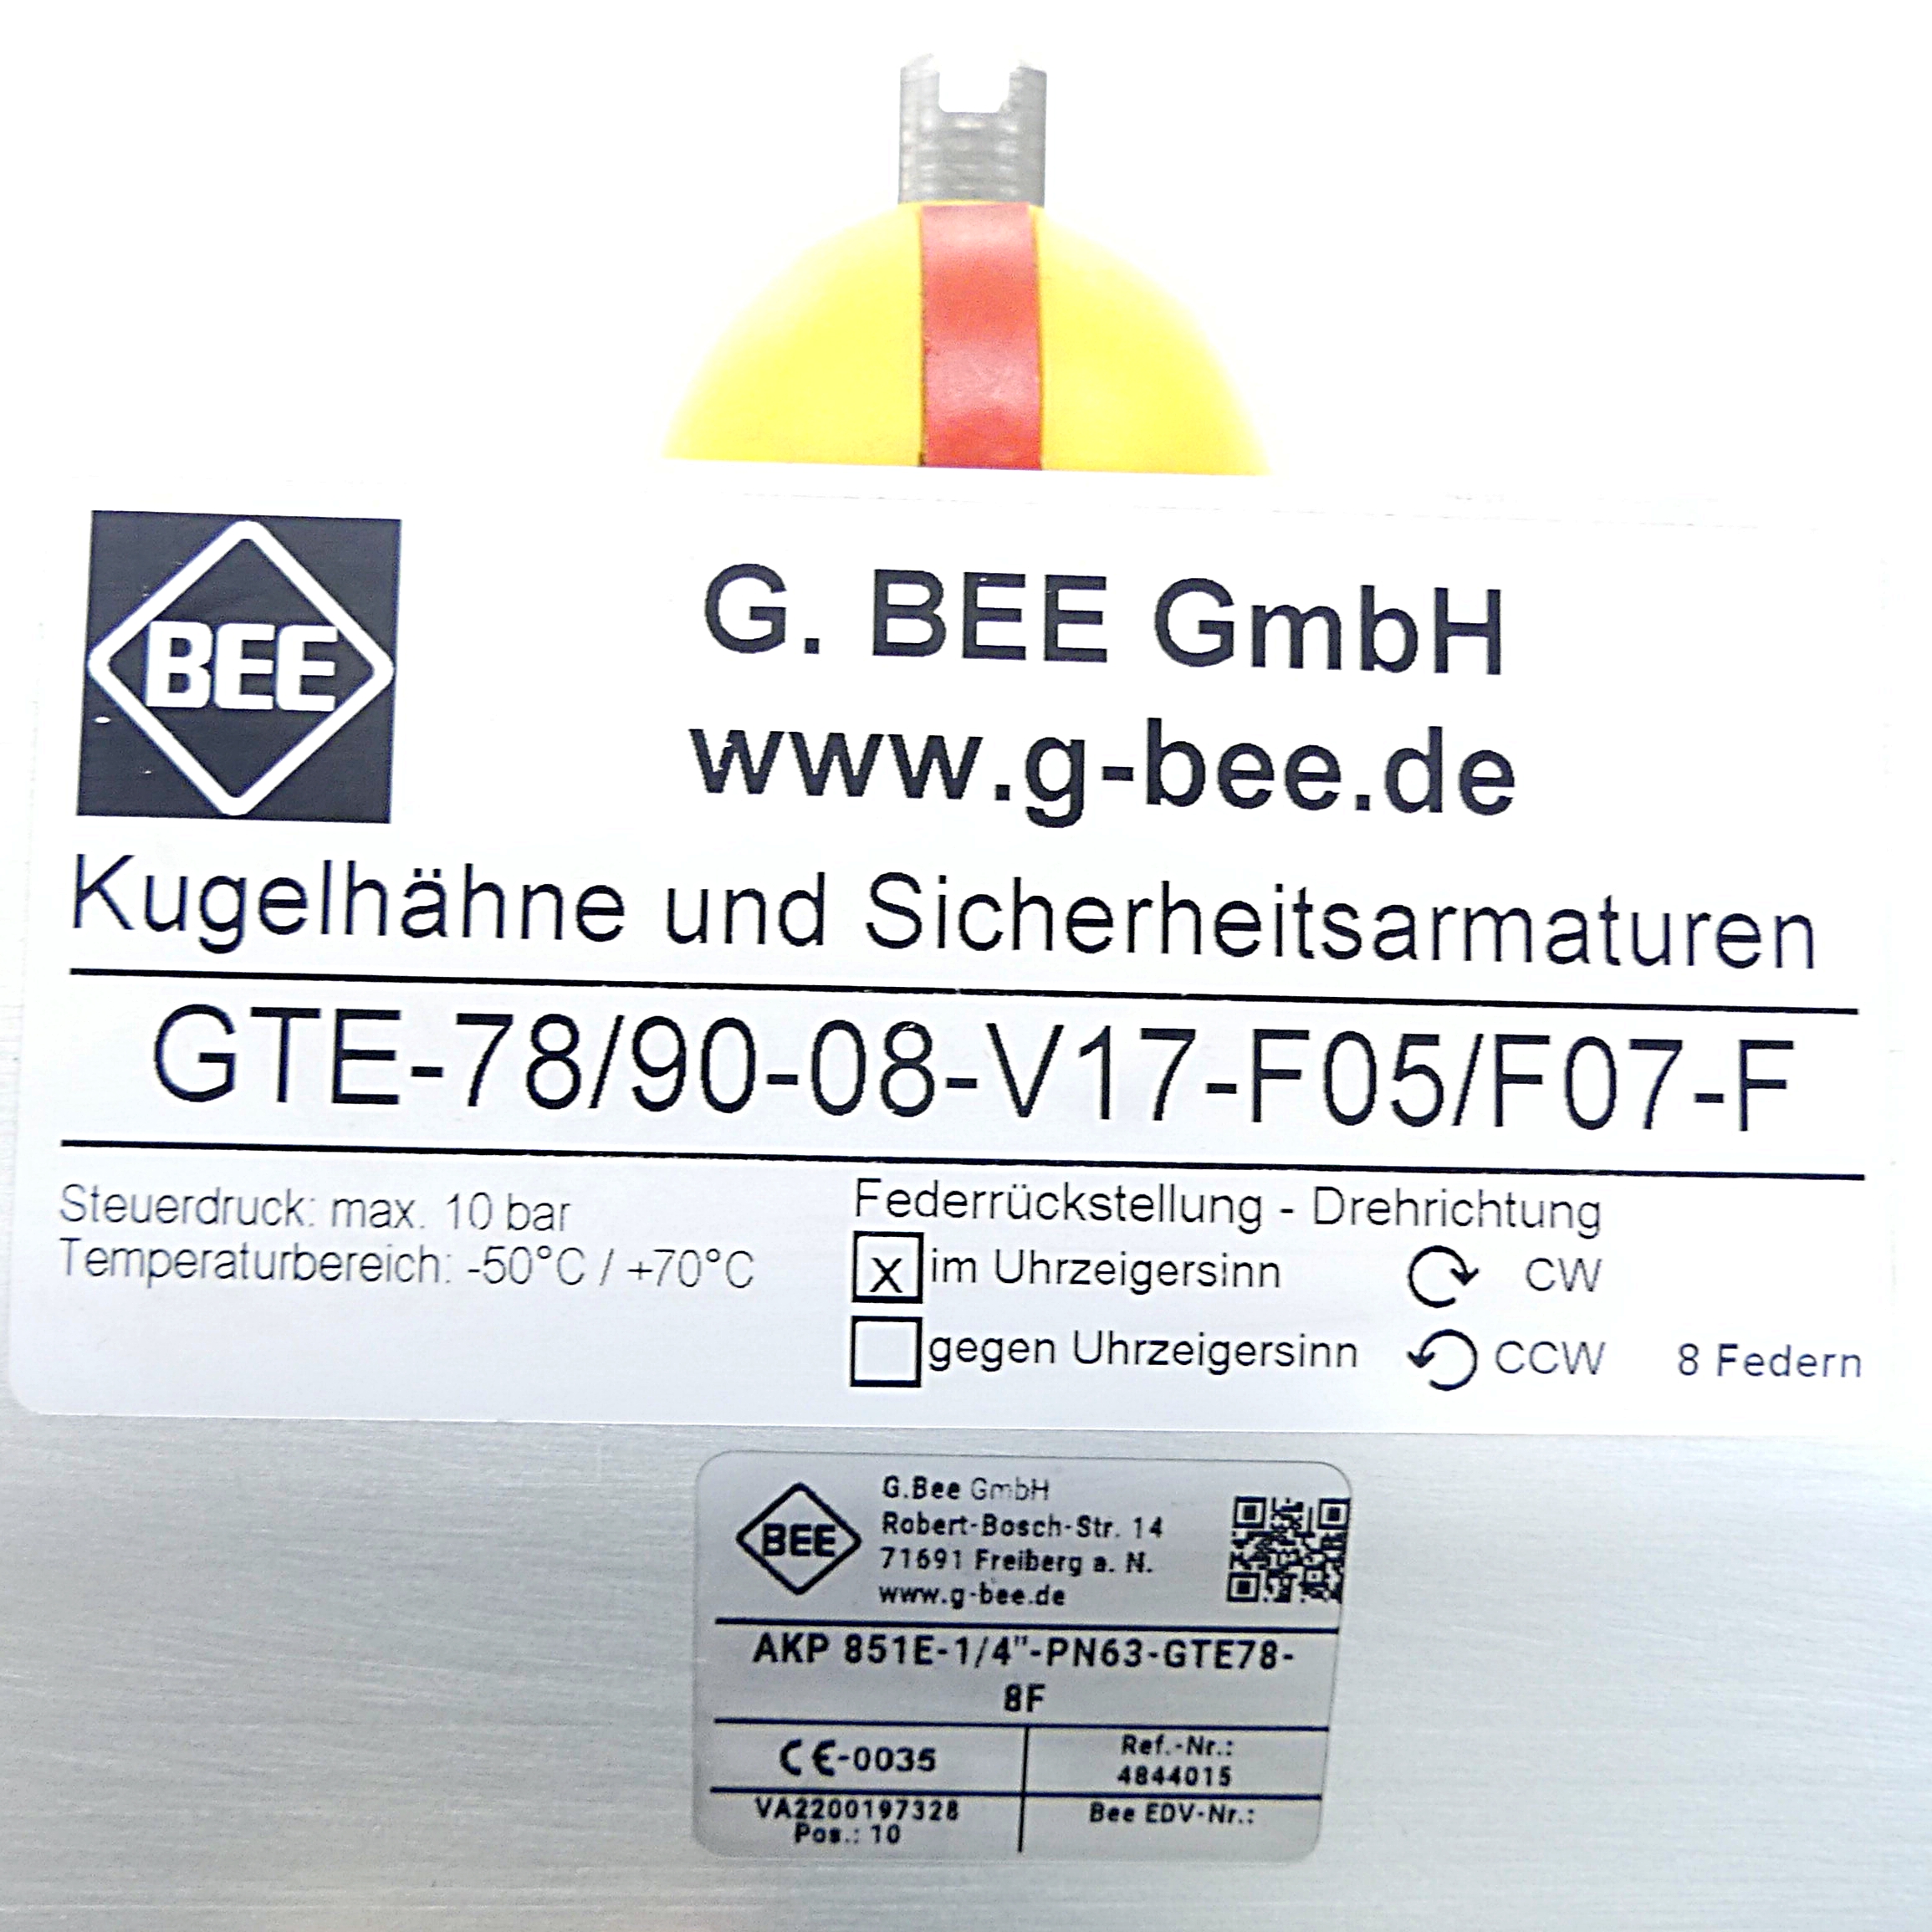 BEE
G. BEE GmbH
www.g-bee.de
Kugelhähne und Sicherheitsarmaturen
GTE-78/90-08-V17-F05/F07-F
Steuerdruck: max. 10 bar
Temperaturbereich: -50°C / +70°C
Federrückstellung - Drehrichtung
x im Uhrzeigersinn CW
gegen Uhrzeigersinn CCW 8 Federn
BEE
G.Bee GmbH
Robert-Bosch-Str. 14
71691 Freiberg a. N.
www.g-bee.de
AKP 851E-1/4"-PN63-GTE78-
8F
CE-0035
Ref.-Nr.:
4844015
VA2200197328
Pos.: 10
Bee EDV-Nr.: